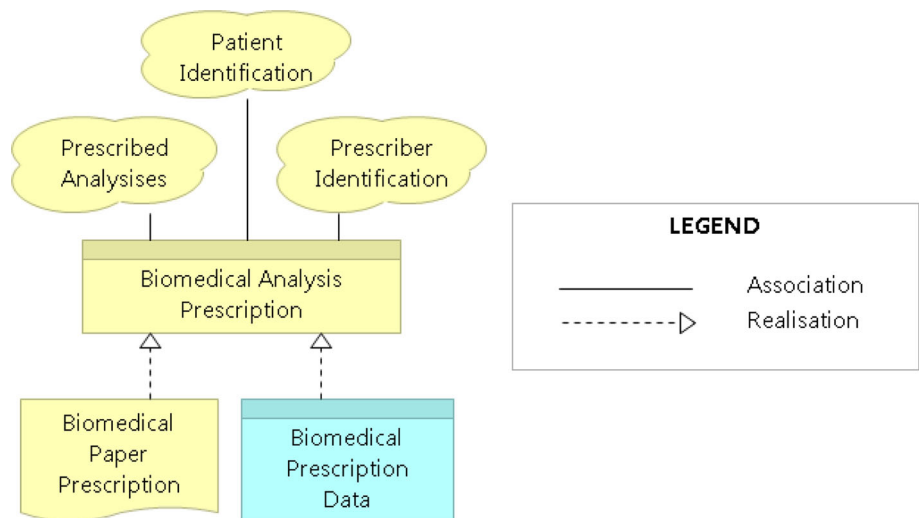 Patient
Identification
Prescribed
Analysises
Prescriber
Identification
Biomedical Analysis
Prescription
Biomedical
Paper
Prescription
Biomedical
Prescription
Data
LEGEND
Association
Realisation